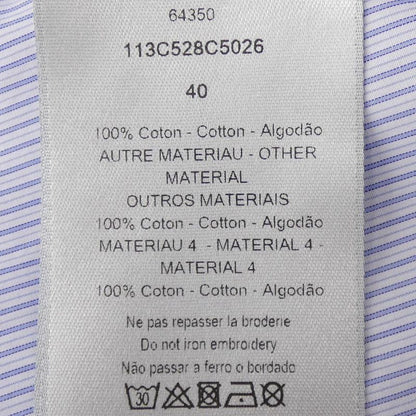 64350
113C528C5026
40
100% Coton - Cotton - Algodão
AUTRE MATERIAU - OTHER
MATERIAL
OUTROS MATERIAIS
100% Coton - Cotton - Algodão
MATERIAU 4 - MATERIAL 4 -
MATERIAL 4
100% Coton - Cotton - Algodão
Ne pas repasser la broderie
Do not iron embroidery
Não passar a ferro o bordado
30